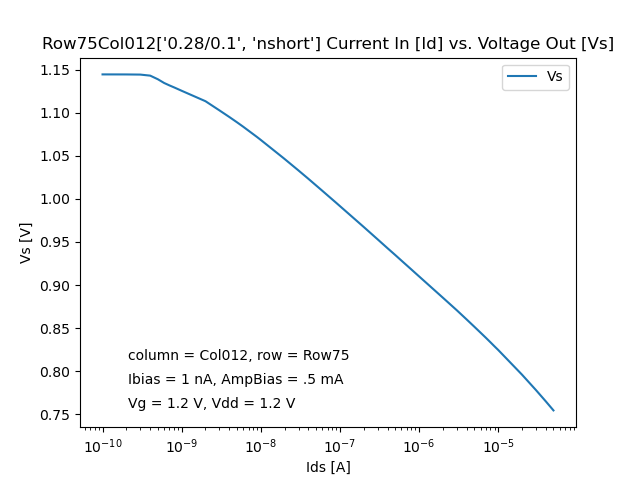 Row75Col012['0.28/0.1', 'nshort'] Current In [Id] vs. Voltage Out [Vs]
Vs
1.15
1.10
1.05
1.00
0.95
0.90
0.85
0.80
0.75
Vs [V]
column = Col012, row = Row75
Ibias = 1 nA, AmpBias = .5 mA
Vg = 1.2 V, Vdd = 1.2 V
10⁻¹⁰ 10⁻⁹ 10⁻⁸ 10⁻⁷ 10⁻⁶ 10⁻⁵
Ids [A]